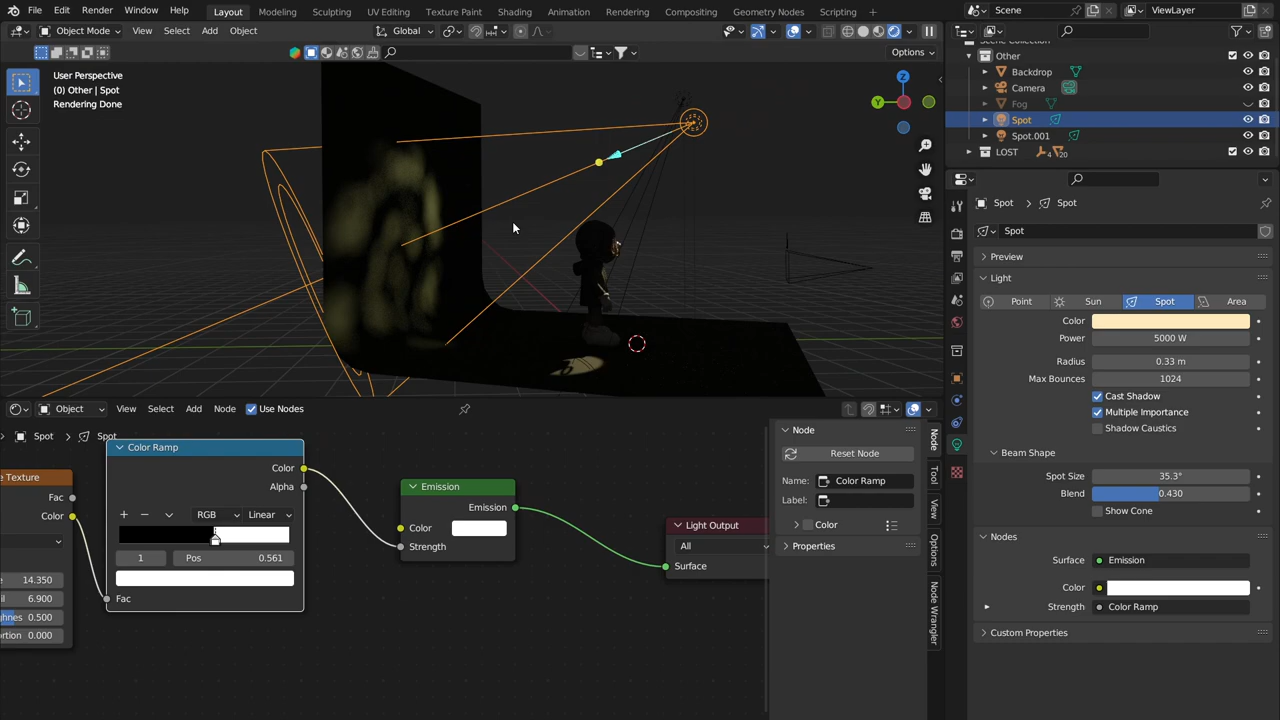 File Edit Render Window Help Layout Modeling Sculpting UV Editing Texture Paint Shading Animation Rendering Compositing Geometry Nodes Scripting Scene ViewLayer
Object Mode View Select Add Object Global
Options
User Perspective
(0) Other | Spot
Rendering Done
Z
Y
Other
Backdrop
Camera
Fog
Spot
Spot.001
LOST 4 20
Spot Spot
Spot
Preview
Light
Point Sun Spot Area
Color
Power 5000 W
Radius 0.33 m
Max Bounces 1024
Cast Shadow
Multiple Importance
Shadow Caustics
Beam Shape
Spot Size 35.3°
Blend 0.430
Show Cone
Nodes
Surface Emission
Color
Strength Color Ramp
Custom Properties
Object View Select Add Node Use Nodes
Spot Spot
e Texture
Fac
Color
14.350
il 6.900
ghnes 0.500
ortion 0.000
Color Ramp
Color
Alpha
RGB Linear
1 Pos 0.561
Fac
Emission
Emission
Color
Strength
Light Output
All
Surface
Node
Reset Node
Name: Color Ramp
Label:
Color
Properties
Node
Tool
View
Options
Node Wrangler